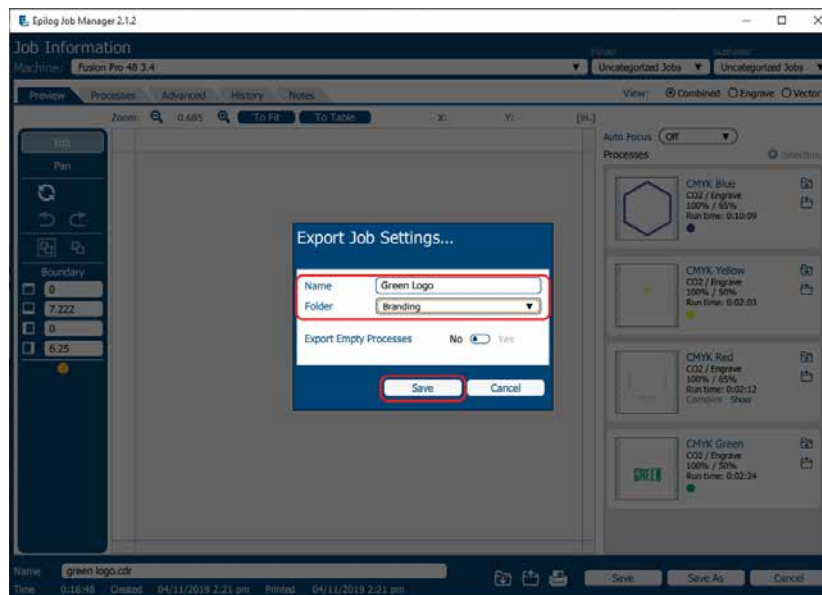 Epilog Job Manager 2.1.2
Job Information
Folder Subfolder
Machine: Fusion Pro 48 3.4 Uncategorized Jobs Uncategorized Jobs
Preview Processes Advanced History Notes View: Combined Engrave Vector
Zoom: 0.685 To Fit To Table X: Y: (in.)
Edit
Pan
Boundary
0
7.222
0
6.25
Auto Focus Off
Processes Selection
CMYK Blue
CO2 / Engrave
100% / 65%
Run time: 0:10:09
CMYK Yellow
CO2 / Engrave
100% / 50%
Run time: 0:02:03
CMYK Red
CO2 / Engrave
100% / 65%
Run time: 0:02:12
Complex Show
GREEN
CMYK Green
CO2 / Engrave
100% / 50%
Run time: 0:02:24
Export Job Settings...
Name Green Logo
Folder Branding
Export Empty Processes No Yes
Save Cancel
Name green logo.cdr
Save Save As Cancel
Time 0:16:48 Created 04/11/2019 2:21 pm Printed 04/11/2019 2:21 pm